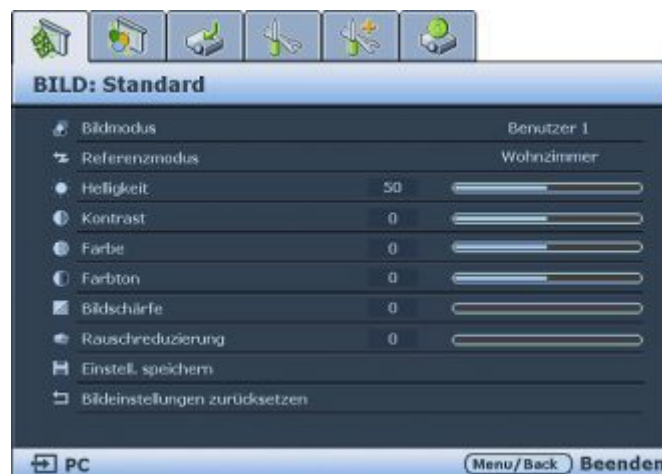 BILD: Standard
Bildmodus Benutzer 1
Referenzmodus Wohnzimmer
Helligkeit 50
Kontrast 0
Farbe 0
Farbton 0
Bildschärfe 0
Rauschreduzierung 0
Einstell. speichern
Bildeinstellungen zurücksetzen
PC Menu/Back Beenden